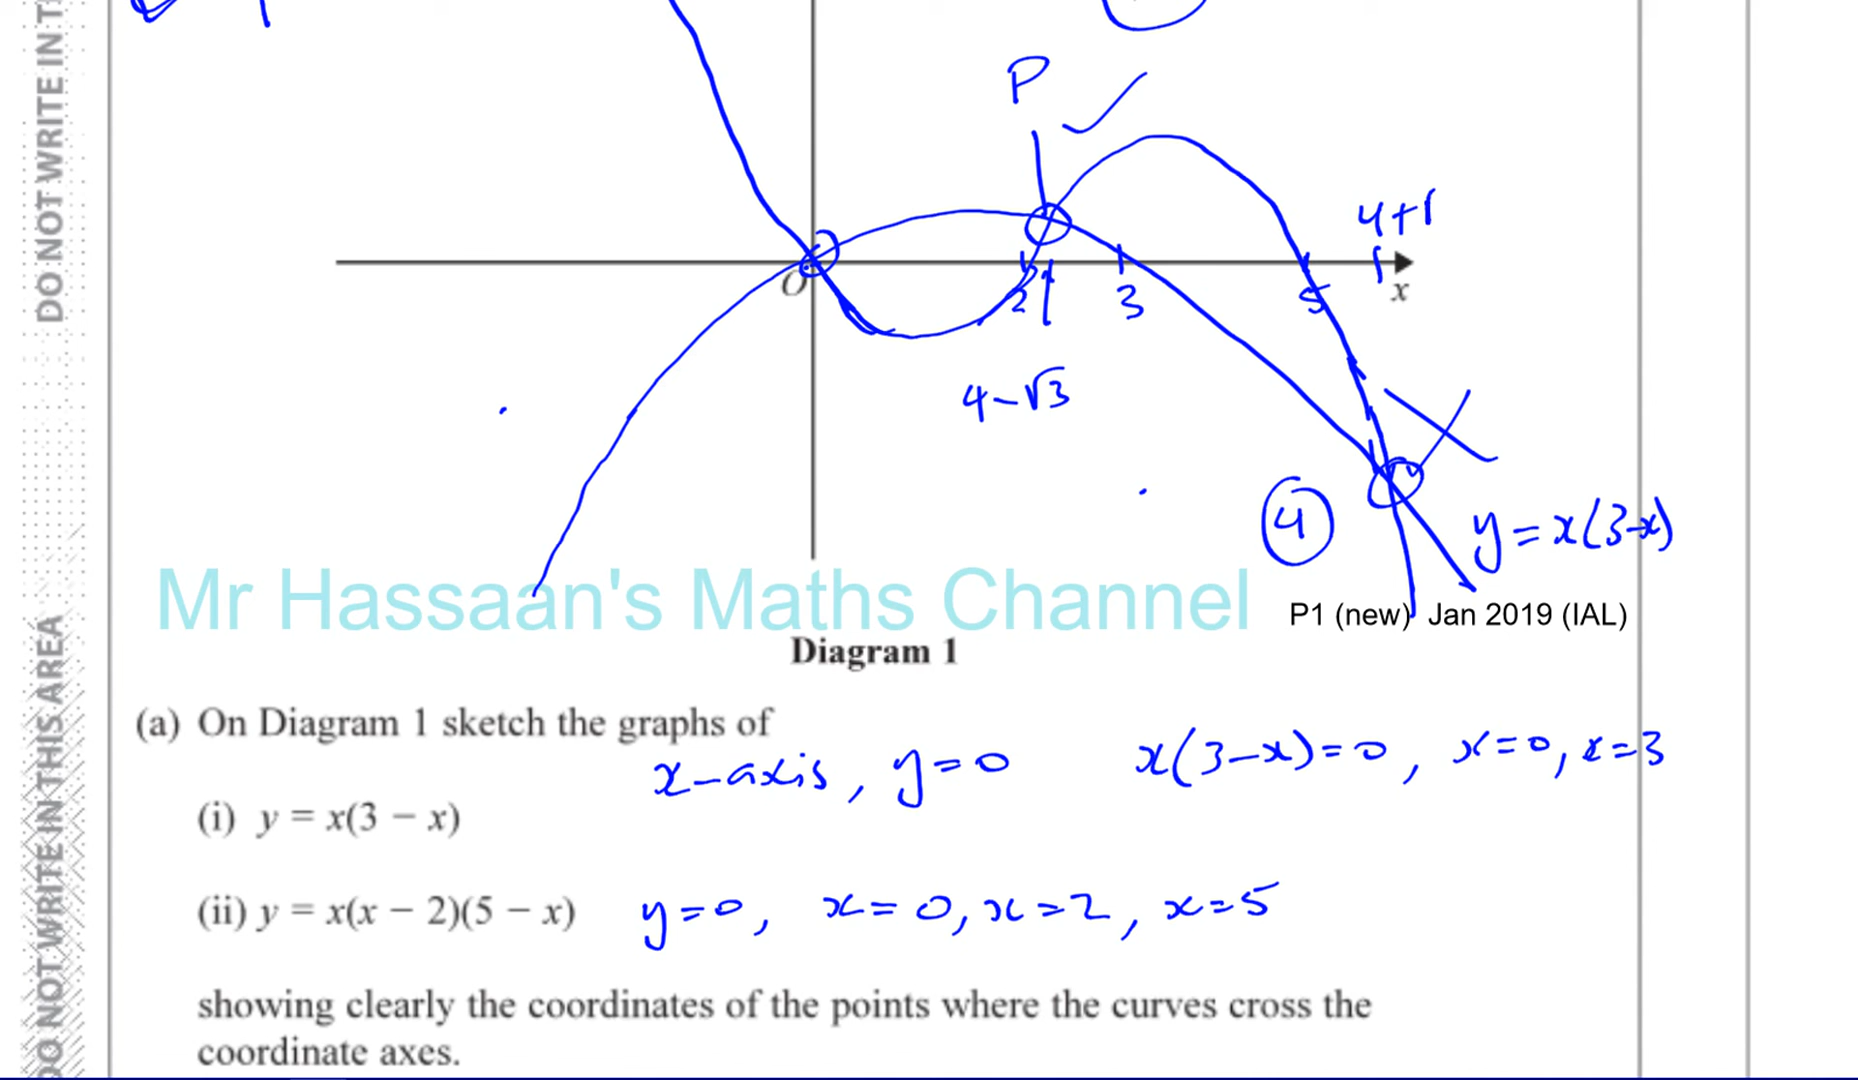 DO NOT WRITE IN T
P
4+1
O
2
3
5
x
4-√3
4
y=x(3-x)
Mr Hassaan's Maths Channel
P1 (new) Jan 2019 (IAL)
Diagram 1
DO NOT WRITE IN THIS AREA
(a) On Diagram 1 sketch the graphs of
x-axis, y=0
x(3-x)=0, x=0, x=3
(i) y = x(3 − x)
(ii) y = x(x − 2)(5 − x)
y=0, x=0, x=2, x=5
showing clearly the coordinates of the points where the curves cross the
coordinate axes.